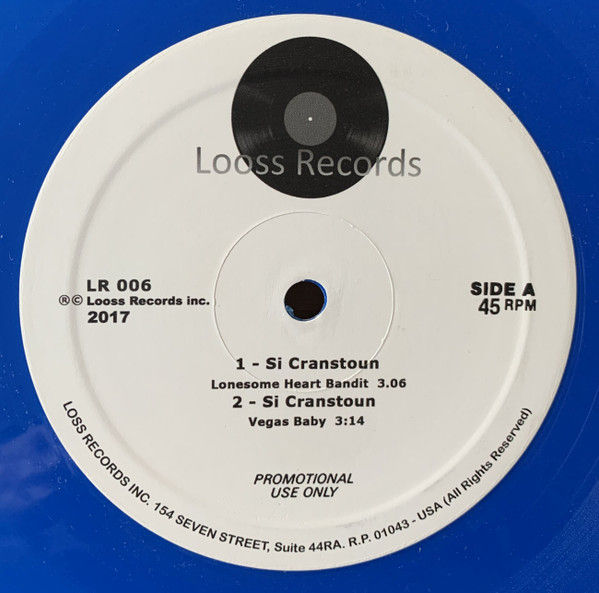 Looss Records
LR 006
®© Looss Records inc.
2017
SIDE A
45 RPM
1 - Si Cranstoun
Lonesome Heart Bandit 3.06
2 - Si Cranstoun
Vegas Baby 3:14
PROMOTIONAL
USE ONLY
LOSS RECORDS INC. 154 SEVEN STREET, Suite 44RA. R.P. 01043 - USA (All Rights Reserved)